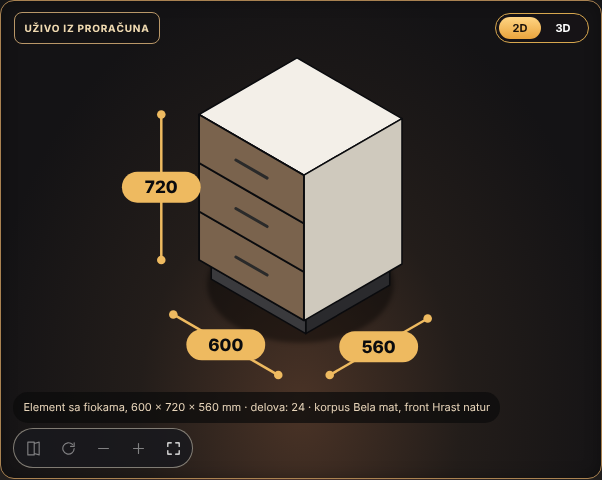 UŽIVO IZ PRORAČUNA
2D 3D
720
600
560
Element sa fiokama, 600 × 720 × 560 mm · delova: 24 · korpus Bela mat, front Hrast natur